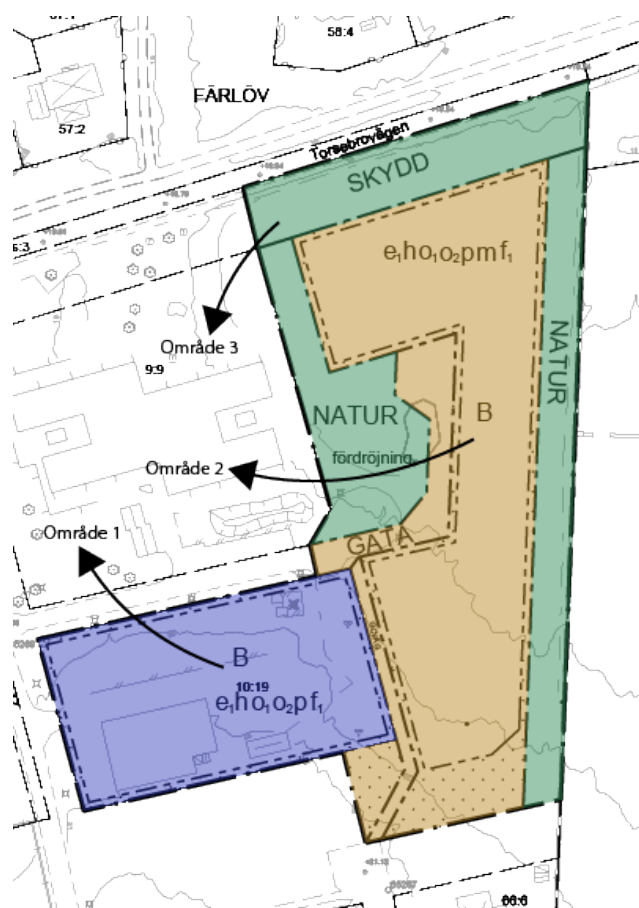 58:4
FÄRLÖV
57:2
Torsebrovägen
SKYDD
e₁ho₁o₂pmf₁
Område 3
9:9
NATUR
NATUR
B
fördröjning
Område 2
Område 1
GATA
B
10:19
e₁ho₁o₂pf₁
66:6